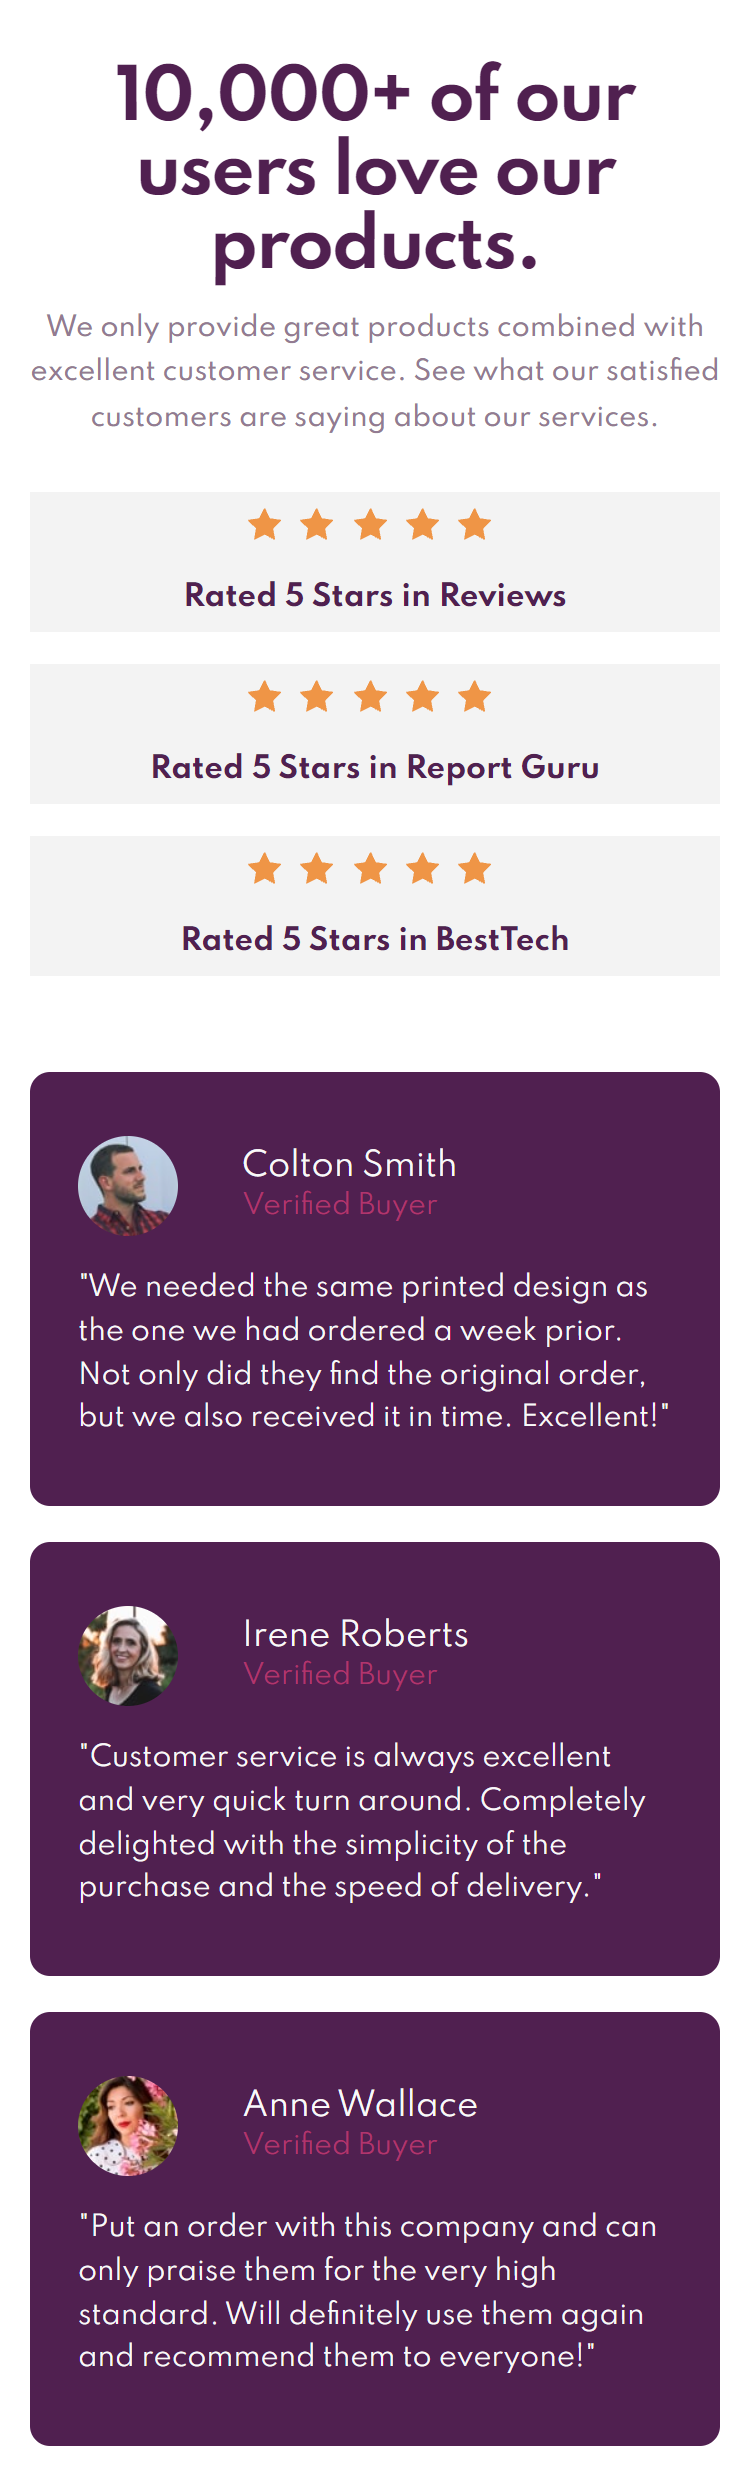 10,000+ of our
users love our
products.
We only provide great products combined with
excellent customer service. See what our satisfied
customers are saying about our services.
Rated 5 Stars in Reviews
Rated 5 Stars in Report Guru
Rated 5 Stars in BestTech
Colton Smith
Verified Buyer
"We needed the same printed design as
the one we had ordered a week prior.
Not only did they find the original order,
but we also received it in time. Excellent!"
Irene Roberts
Verified Buyer
"Customer service is always excellent
and very quick turn around. Completely
delighted with the simplicity of the
purchase and the speed of delivery."
Anne Wallace
Verified Buyer
"Put an order with this company and can
only praise them for the very high
standard. Will definitely use them again
and recommend them to everyone!"